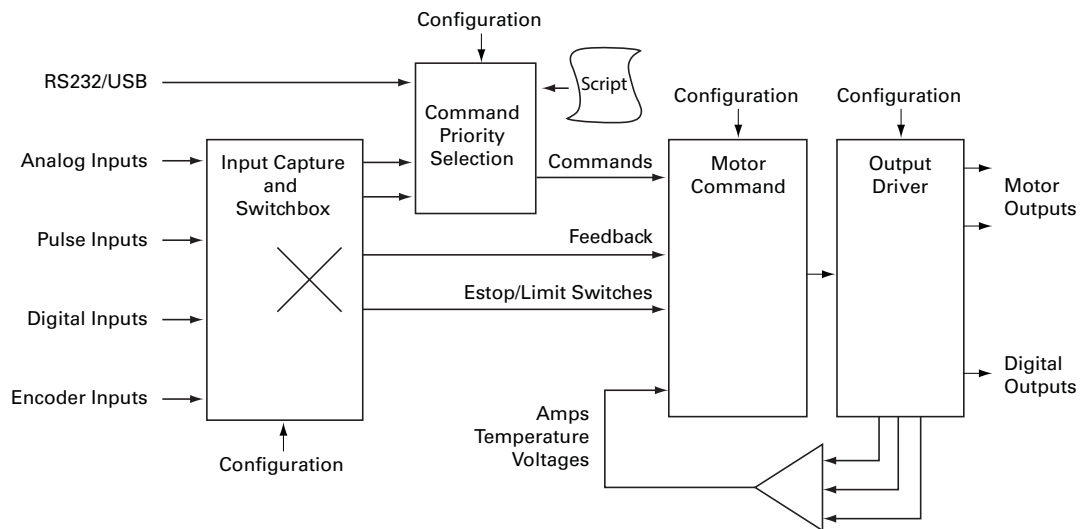 Configuration
RS232/USB
Script
Command
Priority
Selection
Configuration
Configuration
Analog Inputs
Input Capture
and
Switchbox
Commands
Motor
Command
Output
Driver
Motor
Outputs
Pulse Inputs
Feedback
Estop/Limit Switches
Digital Inputs
Digital
Outputs
Encoder Inputs
Amps
Temperature
Voltages
Configuration